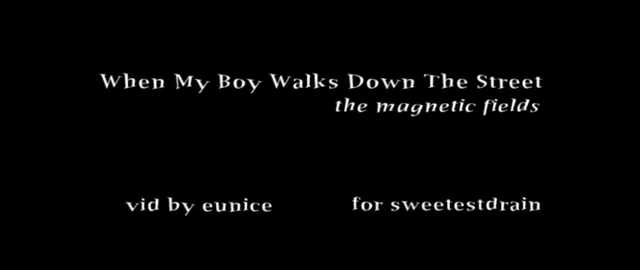 When My Boy Walks Down The Street
the magnetic fields
vid by eunice for sweetestdrain